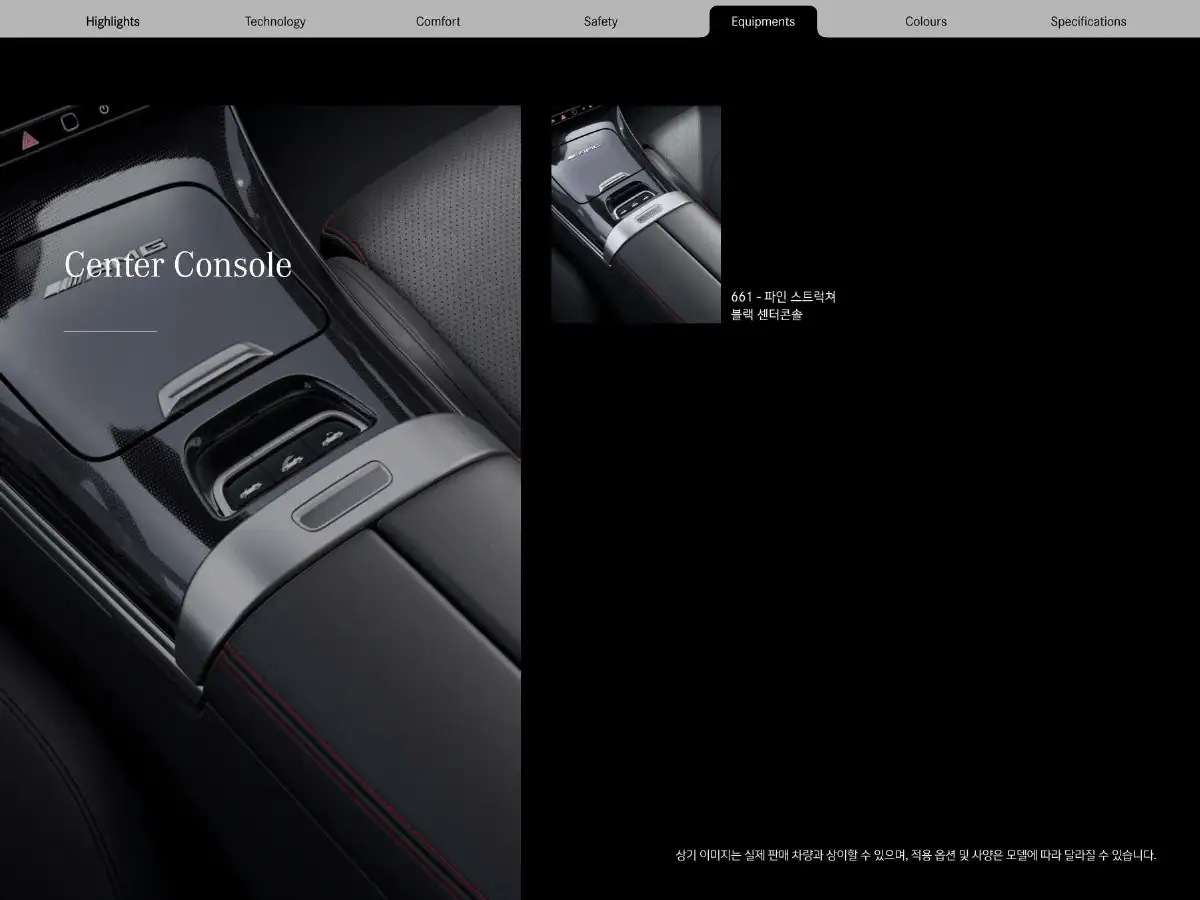 Highlights
Technology
Comfort
Safety
Equipments
Colours
Specifications
AMG
Center Console
661 - 파인 스트럭쳐
블랙 센터콘솔
상기 이미지는 실제 판매 차량과 상이할 수 있으며, 적용 옵션 및 사양은 모델에 따라 달라질 수 있습니다.